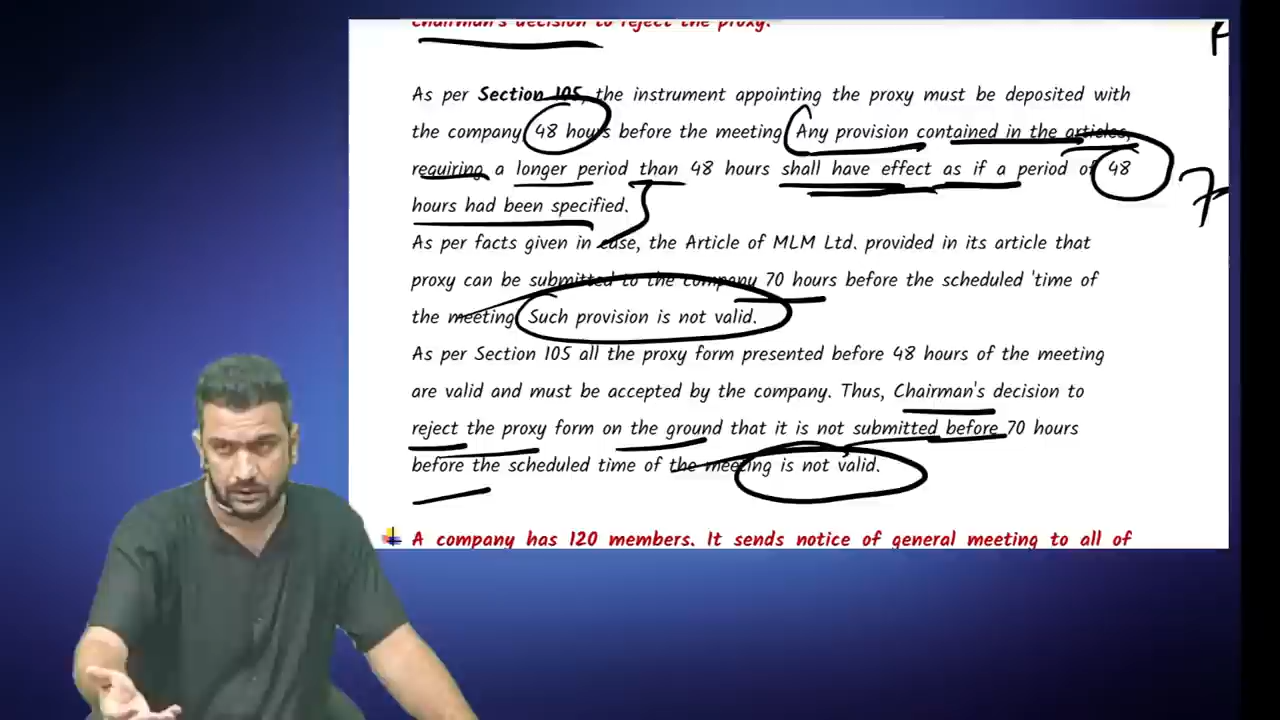 Chairman's decision to reject the proxy.
As per Section 105, the instrument appointing the proxy must be deposited with
the company 48 hours before the meeting Any provision contained in the articles,
requiring a longer period than 48 hours shall have effect as if a period of 48
hours had been specified.
As per facts given in case, the Article of MLM Ltd. provided in its article that
proxy can be submitted to the company 70 hours before the scheduled 'time of
the meeting Such provision is not valid.
As per Section 105 all the proxy form presented before 48 hours of the meeting
are valid and must be accepted by the company. Thus, Chairman's decision to
reject the proxy form on the ground that it is not submitted before 70 hours
before the scheduled time of the meeting is not valid.
A company has 120 members. It sends notice of general meeting to all of